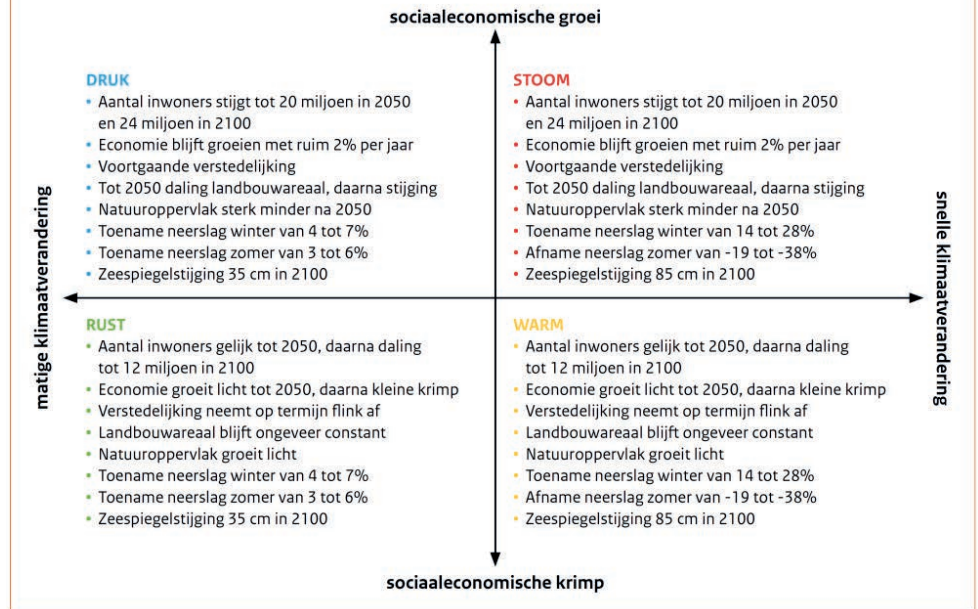 sociaaleconomische groei
DRUK
• Aantal inwoners stijgt tot 20 miljoen in 2050
en 24 miljoen in 2100
• Economie blijft groeien met ruim 2% per jaar
• Voortgaande verstedelijking
• Tot 2050 daling landbouwareaal, daarna stijging
• Natuuroppervlak sterk minder na 2050
• Toename neerslag winter van 4 tot 7%
• Toename neerslag zomer van 3 tot 6%
• Zeespiegelstijging 35 cm in 2100
STOOM
• Aantal inwoners stijgt tot 20 miljoen in 2050
en 24 miljoen in 2100
• Economie blijft groeien met ruim 2% per jaar
• Voortgaande verstedelijking
• Tot 2050 daling landbouwareaal, daarna stijging
• Natuuroppervlak sterk minder na 2050
• Toename neerslag winter van 14 tot 28%
• Afname neerslag zomer van -19 tot -38%
• Zeespiegelstijging 85 cm in 2100
matige klimaatverandering
snelle klimaatverandering
RUST
• Aantal inwoners gelijk tot 2050, daarna daling
tot 12 miljoen in 2100
• Economie groeit licht tot 2050, daarna kleine krimp
• Verstedelijking neemt op termijn flink af
• Landbouwareaal blijft ongeveer constant
• Natuuroppervlak groeit licht
• Toename neerslag winter van 4 tot 7%
• Toename neerslag zomer van 3 tot 6%
• Zeespiegelstijging 35 cm in 2100
WARM
• Aantal inwoners gelijk tot 2050, daarna daling
tot 12 miljoen in 2100
• Economie groeit licht tot 2050, daarna kleine krimp
• Verstedelijking neemt op termijn flink af
• Landbouwareaal blijft ongeveer constant
• Natuuroppervlak groeit licht
• Toename neerslag winter van 14 tot 28%
• Afname neerslag zomer van -19 tot -38%
• Zeespiegelstijging 85 cm in 2100
sociaaleconomische krimp